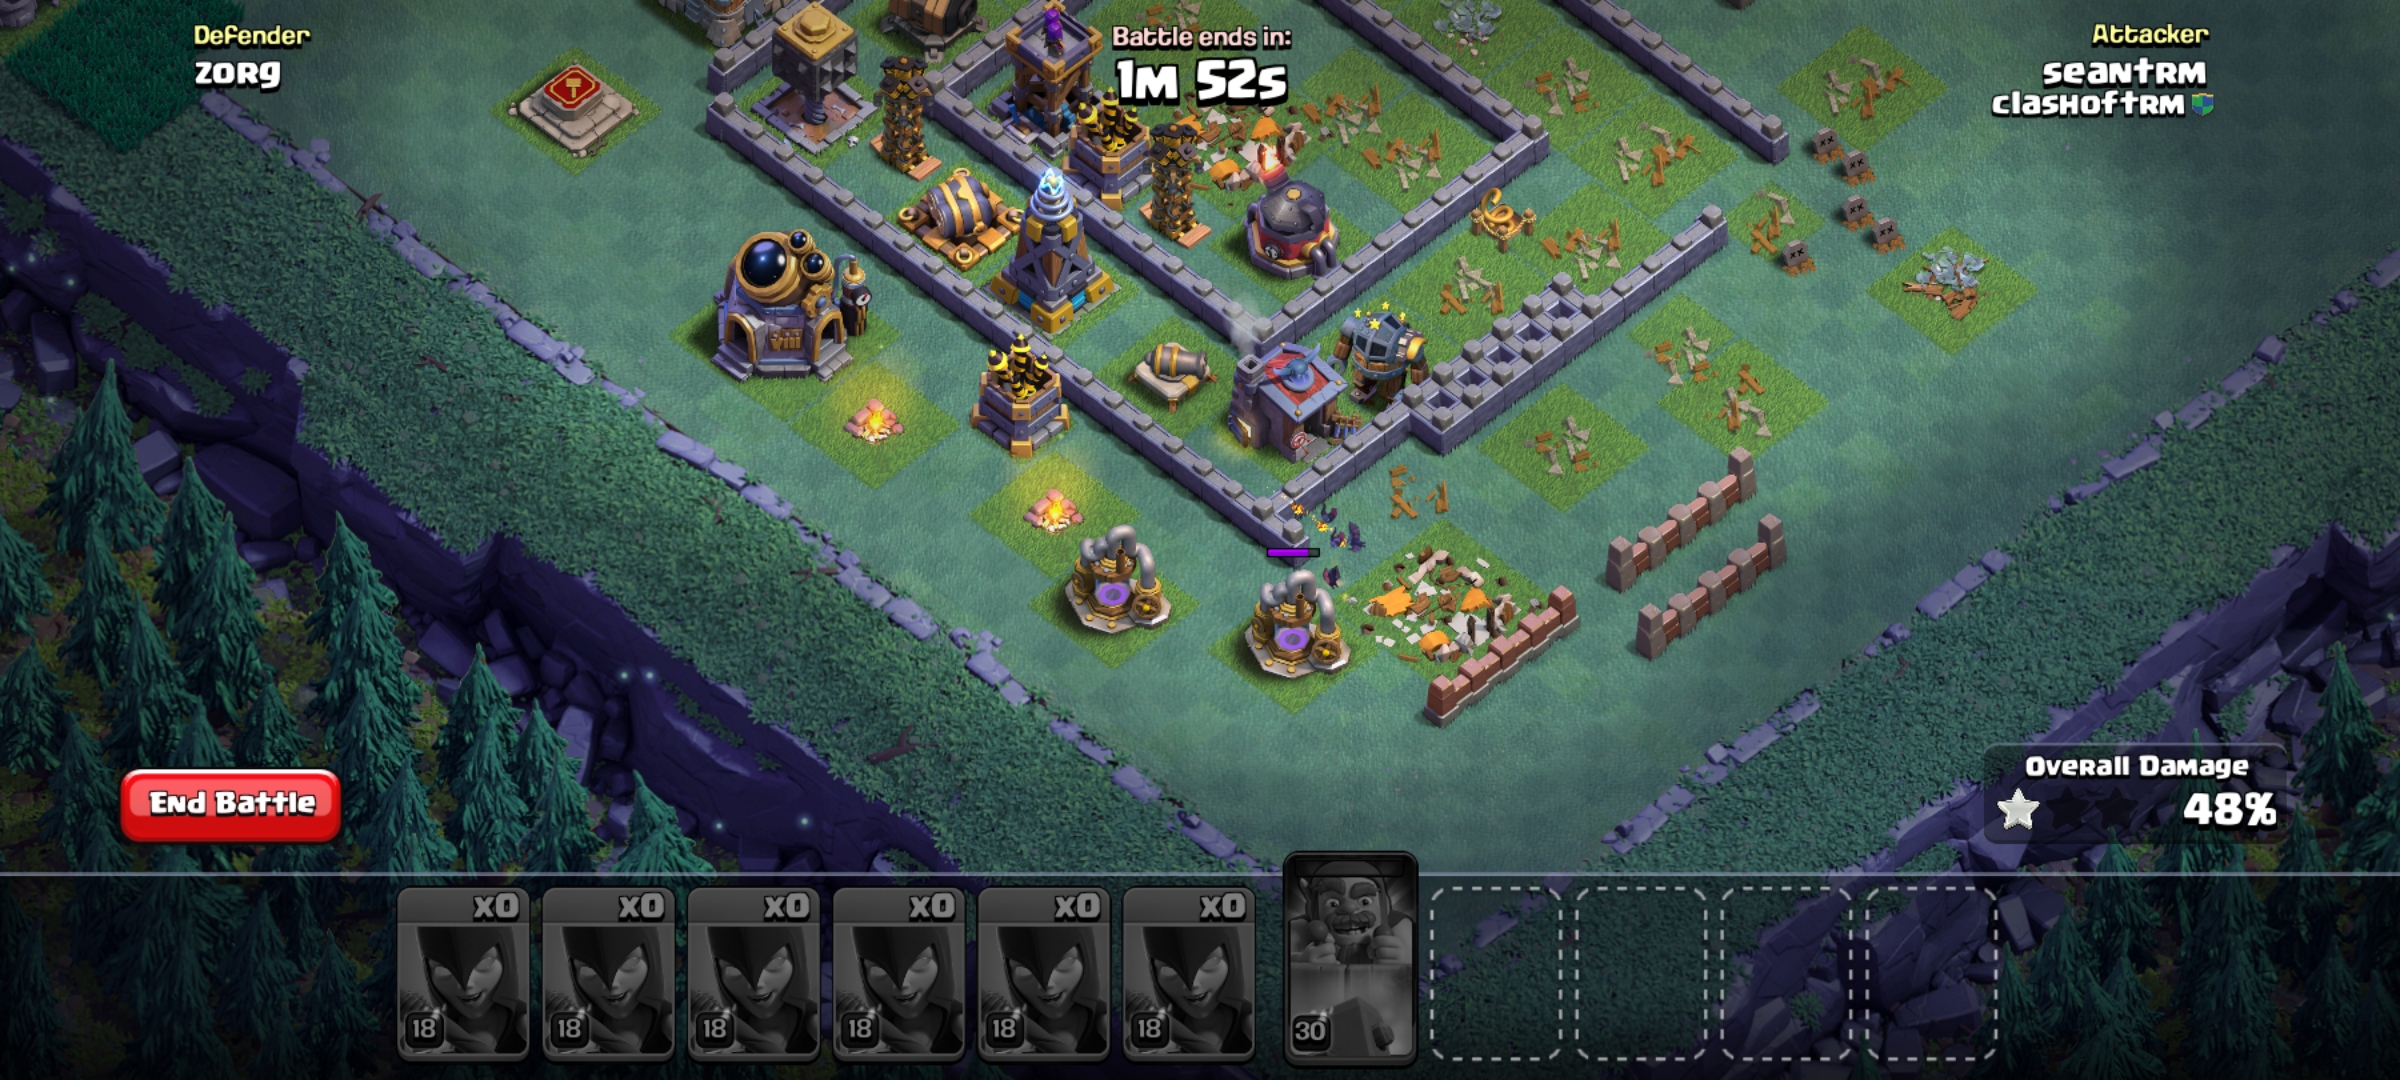 Defender
zorg
Battle ends in:
1m 52s
Attacker
seantrm
clashoftrm
VIII
End Battle
Overall Damage
48%
x0
x0
x0
x0
x0
x0
18
18
18
18
18
18
30